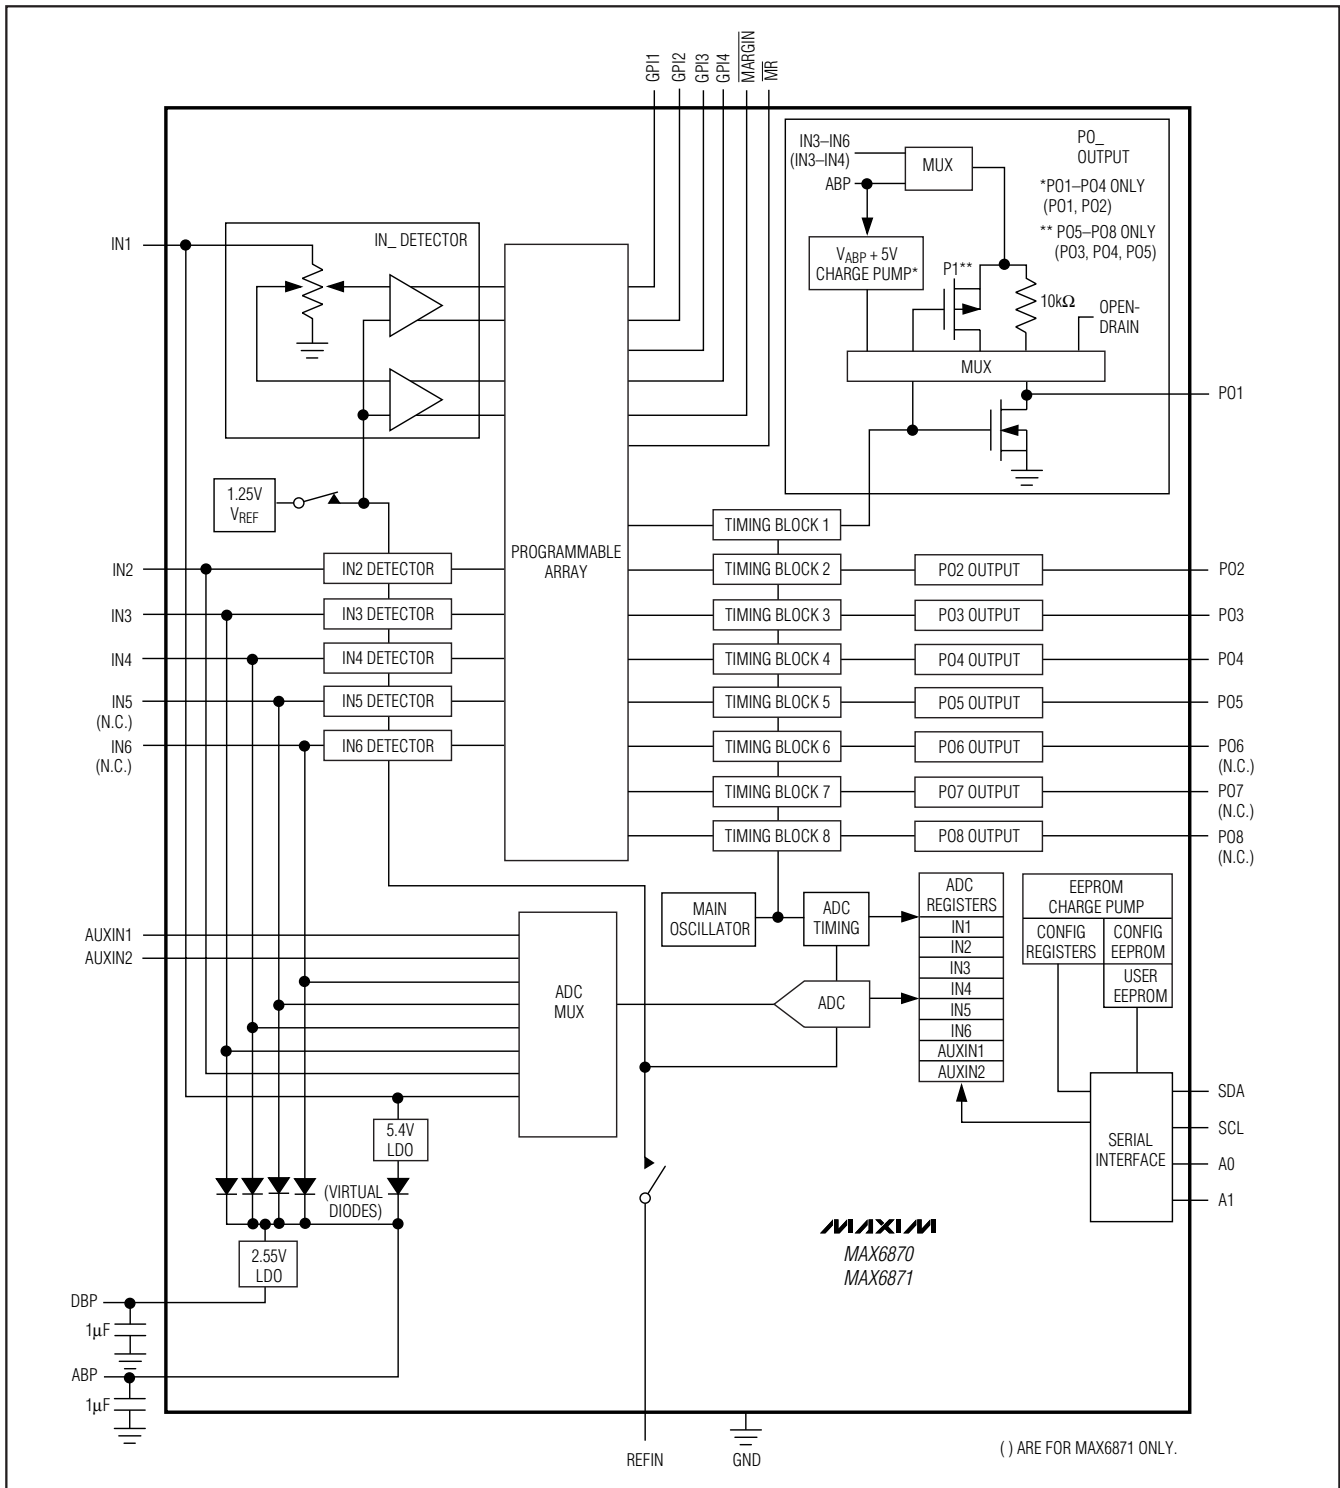 GPI1
GPI2
GPI3
GPI4
MARGIN
MR
IN3–IN6
(IN3–IN4)
ABP
MUX
PO_
OUTPUT
*PO1–PO4 ONLY
(PO1, PO2)
** PO5–PO8 ONLY
(PO3, PO4, PO5)
VABP + 5V
CHARGE PUMP*
P1**
10kΩ
OPEN-
DRAIN
MUX
PO1
IN1
IN_ DETECTOR
1.25V
VREF
PROGRAMMABLE
ARRAY
TIMING BLOCK 1
IN2
IN2 DETECTOR
TIMING BLOCK 2
PO2 OUTPUT
PO2
IN3
IN3 DETECTOR
TIMING BLOCK 3
PO3 OUTPUT
PO3
IN4
IN4 DETECTOR
TIMING BLOCK 4
PO4 OUTPUT
PO4
IN5
(N.C.)
IN5 DETECTOR
TIMING BLOCK 5
PO5 OUTPUT
PO5
IN6
(N.C.)
IN6 DETECTOR
TIMING BLOCK 6
PO6 OUTPUT
PO6
(N.C.)
TIMING BLOCK 7
PO7 OUTPUT
PO7
(N.C.)
TIMING BLOCK 8
PO8 OUTPUT
PO8
(N.C.)
MAIN
OSCILLATOR
ADC
TIMING
ADC
REGISTERS
IN1
IN2
IN3
IN4
IN5
IN6
AUXIN1
AUXIN2
EEPROM
CHARGE PUMP
CONFIG
REGISTERS
CONFIG
EEPROM
USER
EEPROM
AUXIN1
AUXIN2
ADC
MUX
ADC
5.4V
LDO
(VIRTUAL
DIODES)
2.55V
LDO
SERIAL
INTERFACE
SDA
SCL
A0
A1
MAXIM
MAX6870
MAX6871
DBP
1µF
ABP
1µF
REFIN
GND
( ) ARE FOR MAX6871 ONLY.